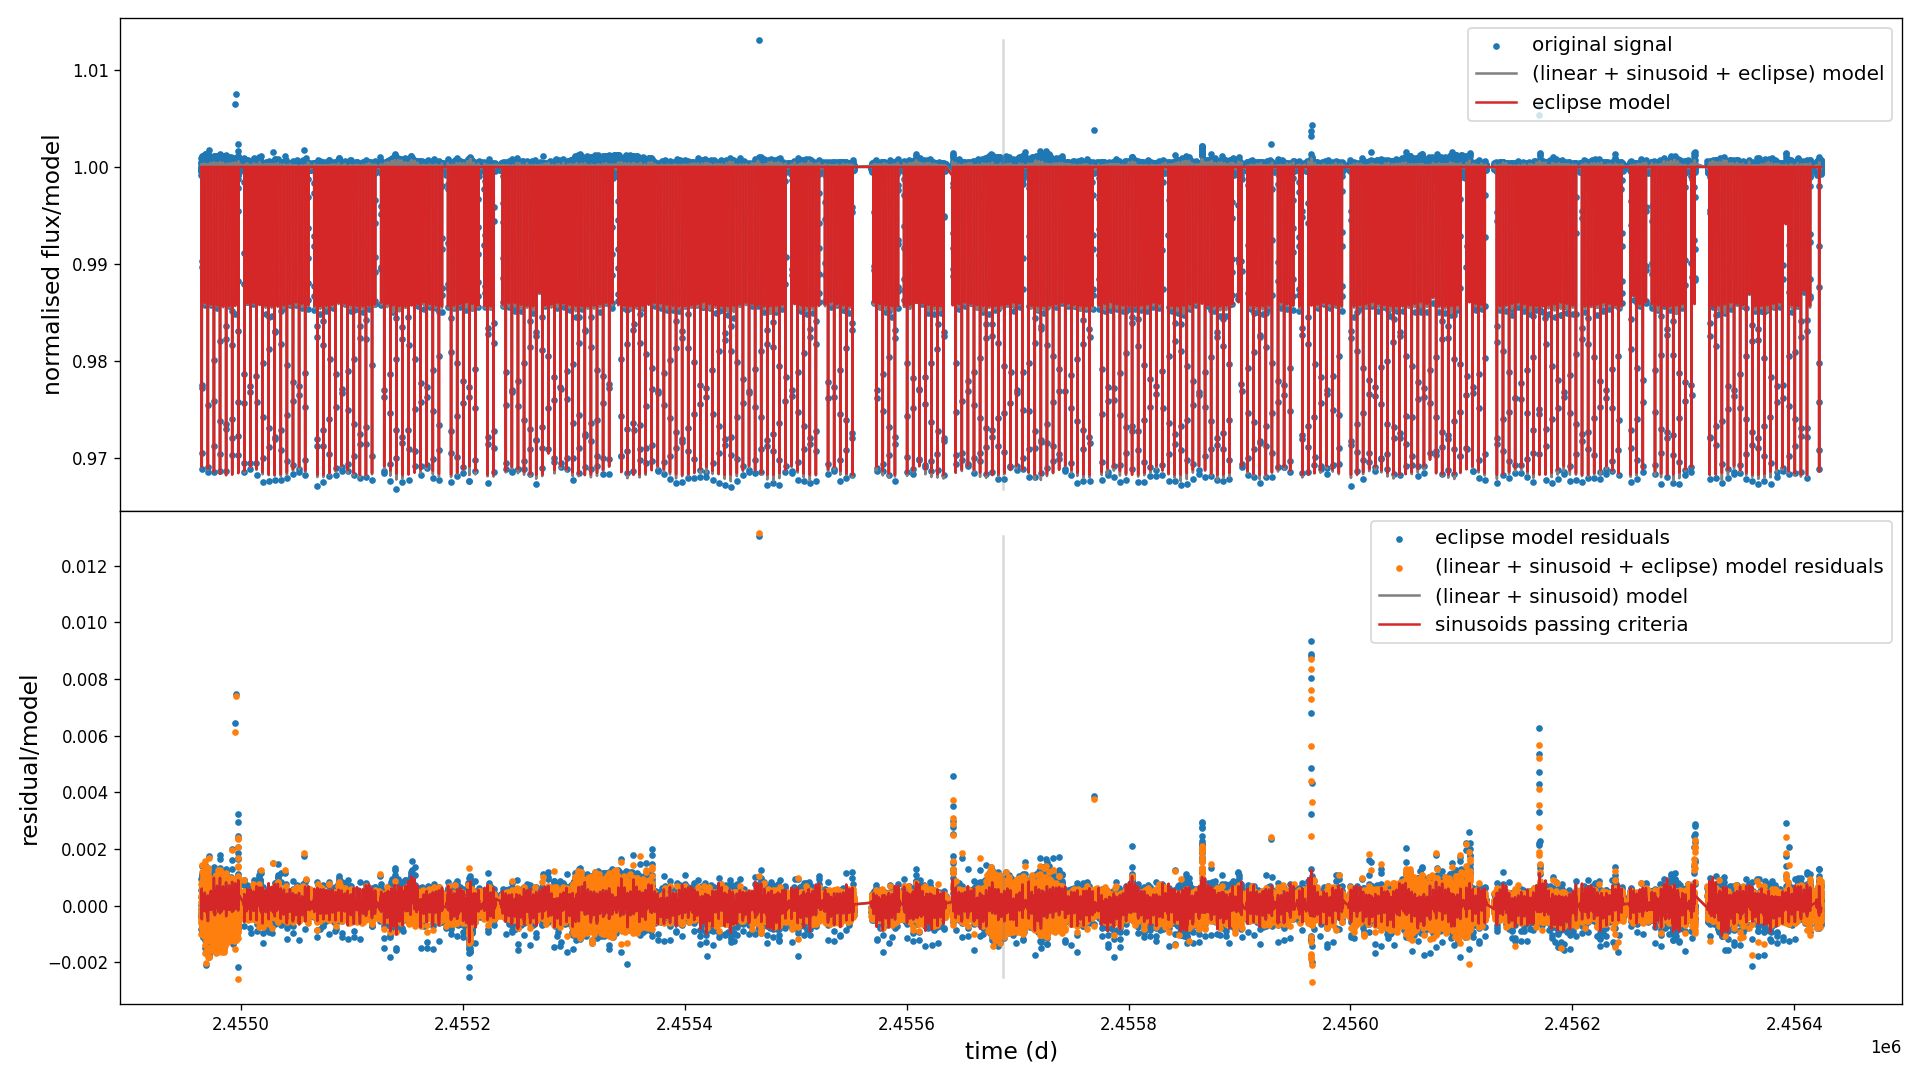 original signal
(linear + sinusoid + eclipse) model
eclipse model
normalised flux/model
1.01
1.00
0.99
0.98
0.97
eclipse model residuals
(linear + sinusoid + eclipse) model residuals
(linear + sinusoid) model
sinusoids passing criteria
residual/model
0.012
0.010
0.008
0.006
0.004
0.002
0.000
−0.002
2.4550
2.4552
2.4554
2.4556
2.4558
2.4560
2.4562
2.4564
time (d)
1e6